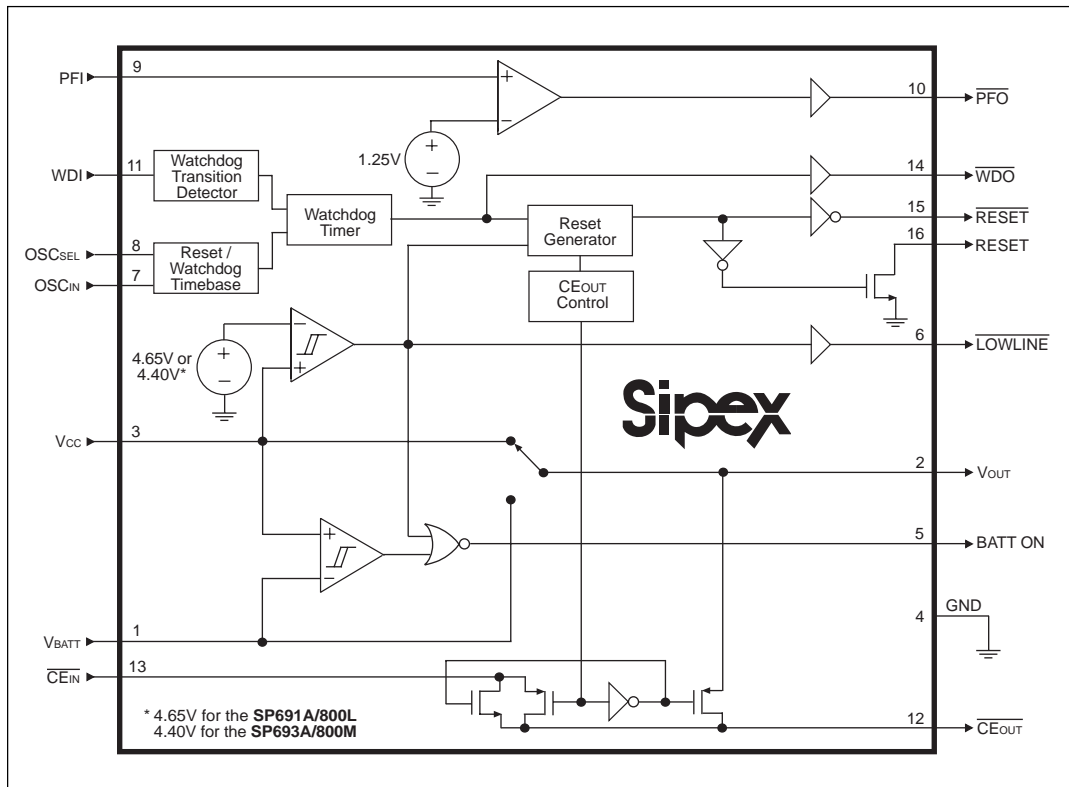 PFI
9
+
−
10
PFO
1.25V
+
−
WDI
11
Watchdog
Transition
Detector
14
WDO
Watchdog
Timer
Reset
Generator
15
RESET
16
RESET
OSCSEL
8
Reset /
Watchdog
Timebase
OSCIN
7
CEOUT
Control
−
+
4.65V or
4.40V*
+
−
6
LOWLINE
Sipex
VCC
3
2
VOUT
+
−
5
BATT ON
GND
4
VBATT
1
CEIN
13
* 4.65V for the SP691A/800L
4.40V for the SP693A/800M
12
CEOUT